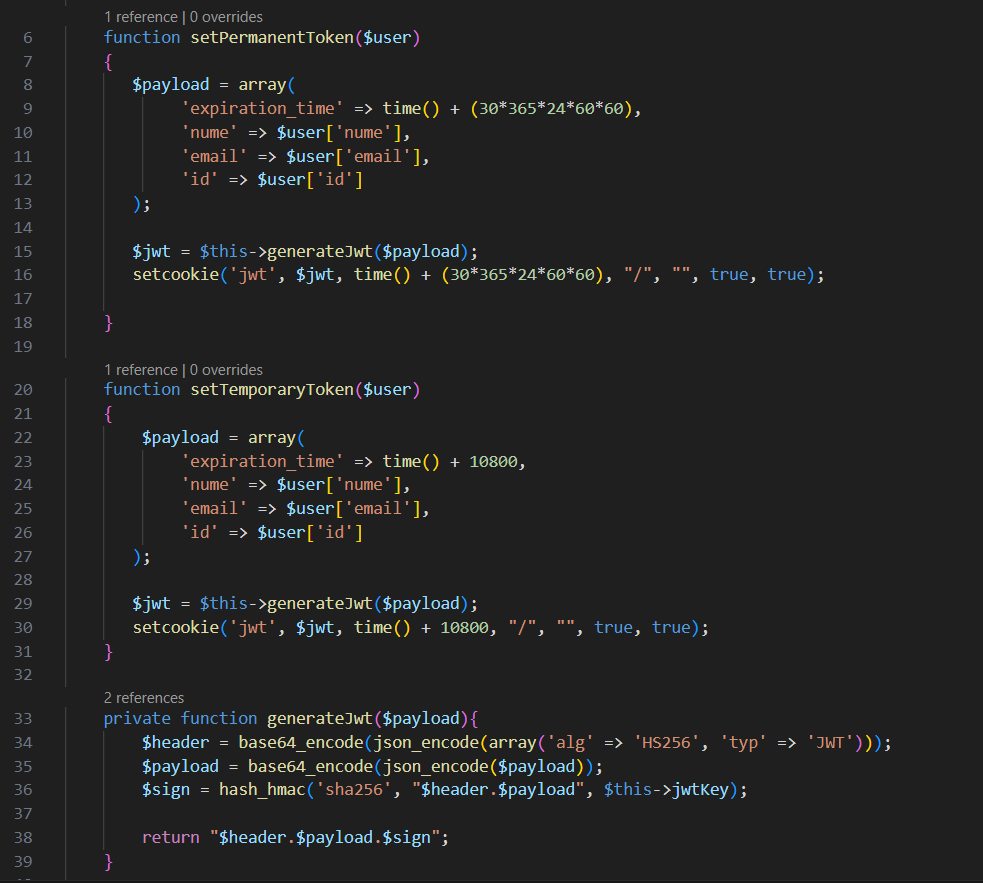 1 reference | 0 overrides
6 function setPermanentToken($user)
7 {
8 $payload = array(
9 'expiration_time' => time() + (30*365*24*60*60),
10 'nume' => $user['nume'],
11 'email' => $user['email'],
12 'id' => $user['id']
13 );
14
15 $jwt = $this->generateJwt($payload);
16 setcookie('jwt', $jwt, time() + (30*365*24*60*60), "/", "", true, true);
17
18 }
19
1 reference | 0 overrides
20 function setTemporaryToken($user)
21 {
22 $payload = array(
23 'expiration_time' => time() + 10800,
24 'nume' => $user['nume'],
25 'email' => $user['email'],
26 'id' => $user['id']
27 );
28
29 $jwt = $this->generateJwt($payload);
30 setcookie('jwt', $jwt, time() + 10800, "/", "", true, true);
31 }
32
2 references
33 private function generateJwt($payload){
34 $header = base64_encode(json_encode(array('alg' => 'HS256', 'typ' => 'JWT')));
35 $payload = base64_encode(json_encode($payload));
36 $sign = hash_hmac('sha256', "$header.$payload", $this->jwtKey);
37
38 return "$header.$payload.$sign";
39 }